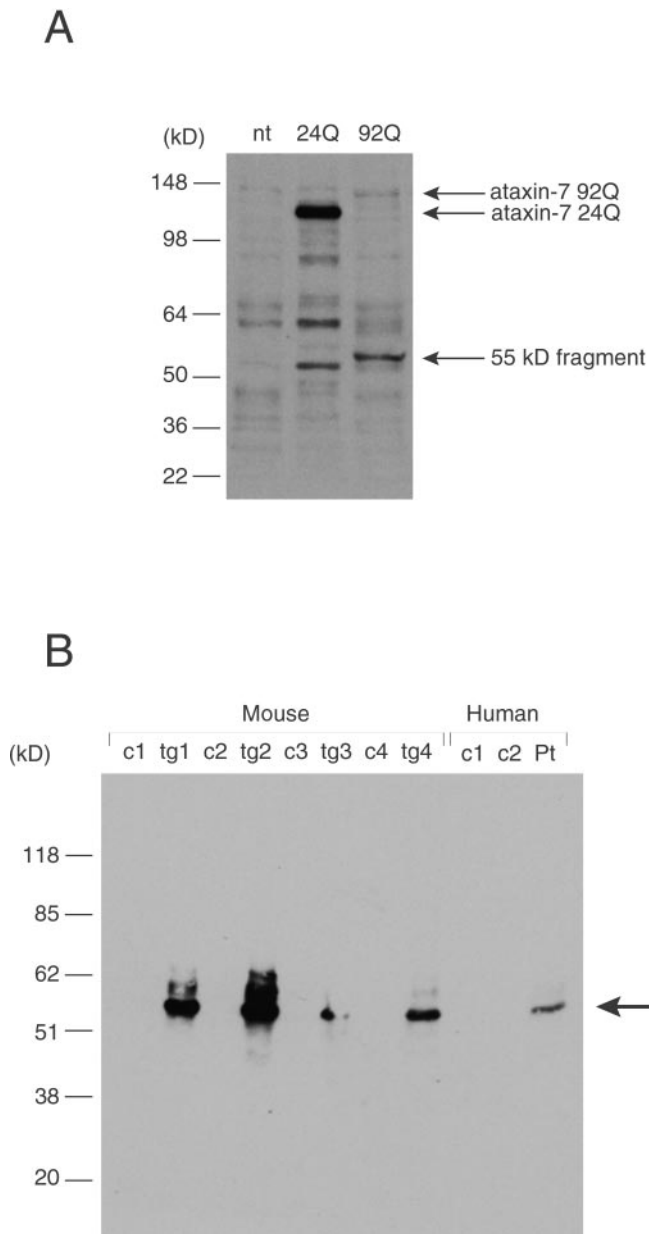 A
(kD) nt 24Q 92Q
148
ataxin-7 92Q
ataxin-7 24Q
98
64
55 kD fragment
50
36
22
B
Mouse Human
(kD) c1 tg1 c2 tg2 c3 tg3 c4 tg4 c1 c2 Pt
118
85
62
51
38
20